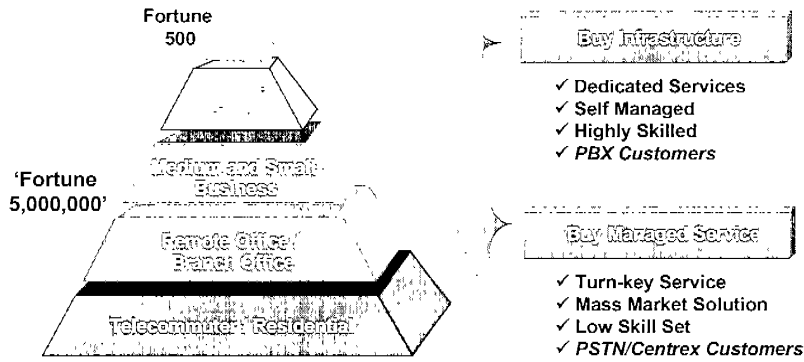 Fortune
500
Buy Infrastructure
✓ Dedicated Services
✓ Self Managed
✓ Highly Skilled
✓ PBX Customers
Medium and Small
Business
'Fortune
5,000,000'
Remote Office /
Branch Office
Buy Managed Service
✓ Turn-key Service
✓ Mass Market Solution
✓ Low Skill Set
✓ PSTN/Centrex Customers
Telecommuter / Residential